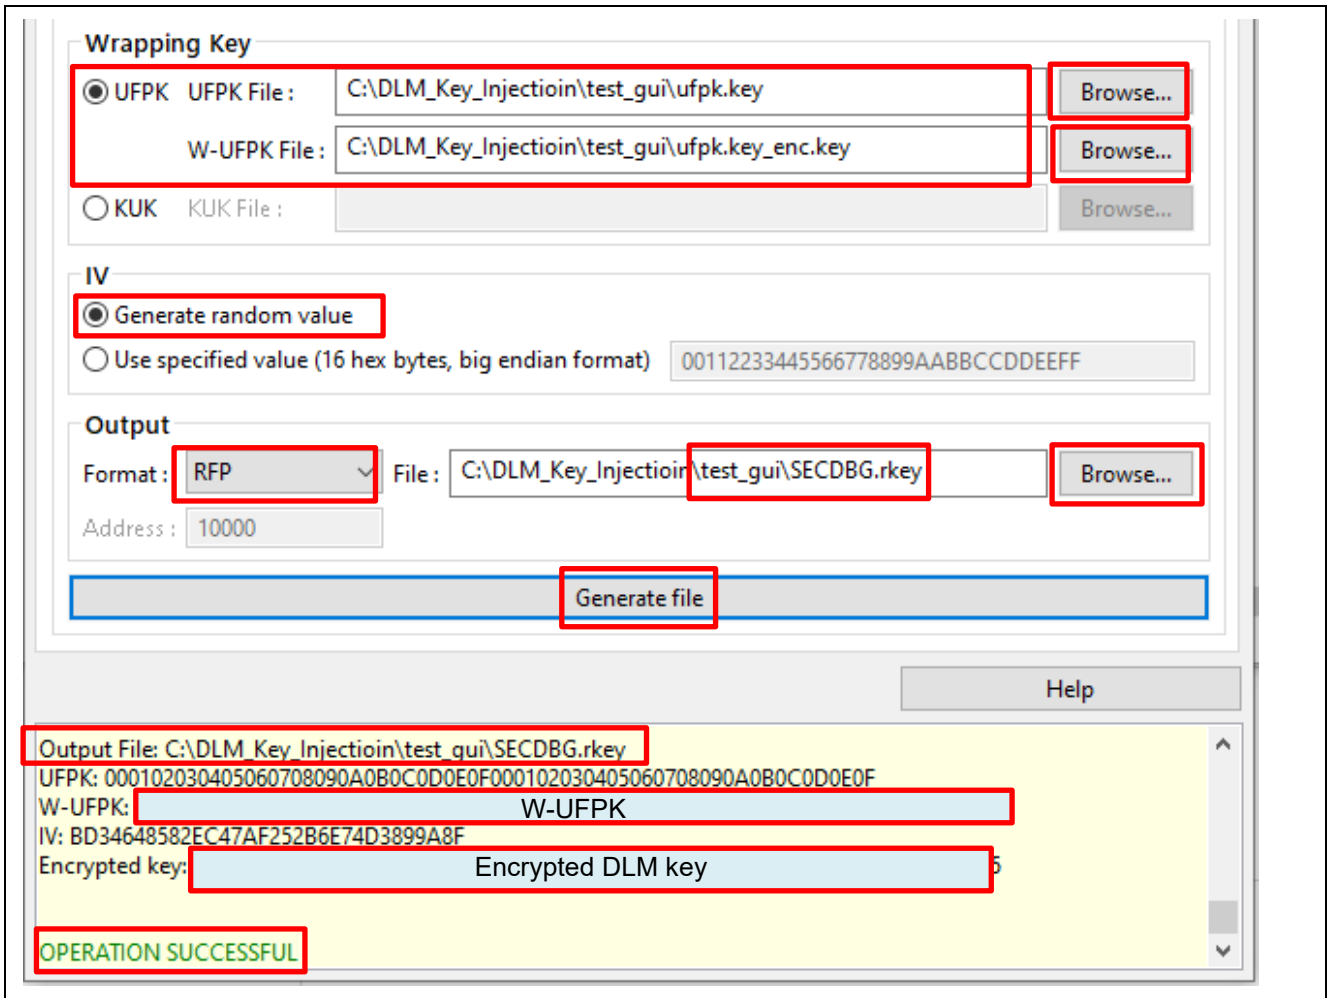 Wrapping Key
UFPK UFPK File : C:\DLM_Key_Injectioin\test_gui\ufpk.key Browse...
W-UFPK File : C:\DLM_Key_Injectioin\test_gui\ufpk.key_enc.key Browse...
KUK KUK File : Browse...
IV
Generate random value
Use specified value (16 hex bytes, big endian format) 00112233445566778899AABBCCDDEEFF
Output
Format : RFP File : C:\DLM_Key_Injectioin\test_gui\SECDBG.rkey Browse...
Address : 10000
Generate file
Help
Output File: C:\DLM_Key_Injectioin\test_gui\SECDBG.rkey
UFPK: 000102030405060708090A0B0C0D0E0F000102030405060708090A0B0C0D0E0F
W-UFPK: W-UFPK
IV: BD34648582EC47AF252B6E74D3899A8F
Encrypted key: Encrypted DLM key
OPERATION SUCCESSFUL